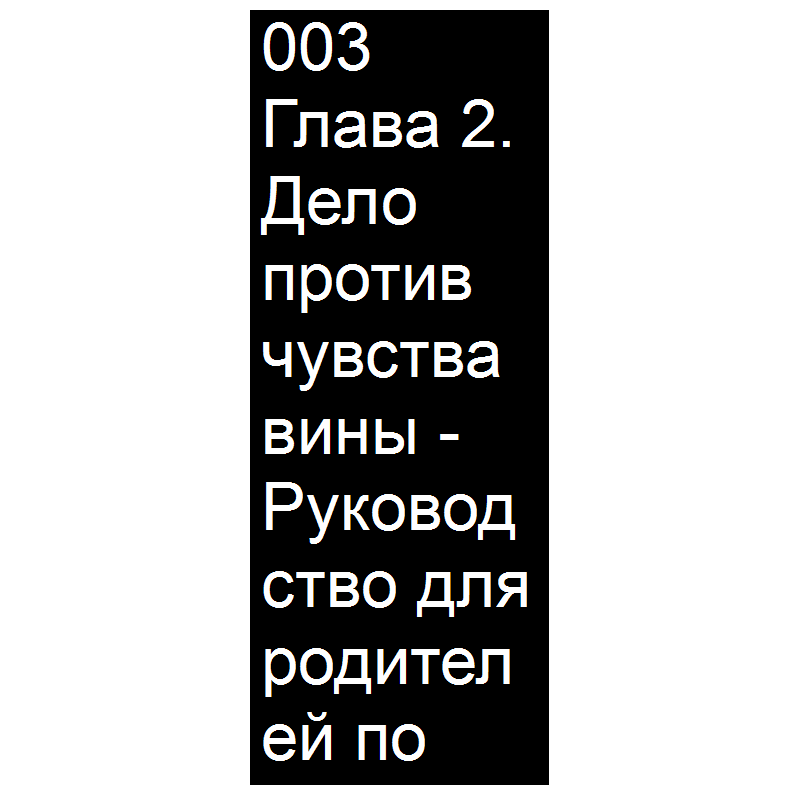 003
Глава 2.
Дело
против
чувства
вины -
Руковод
ство для
родител
ей по